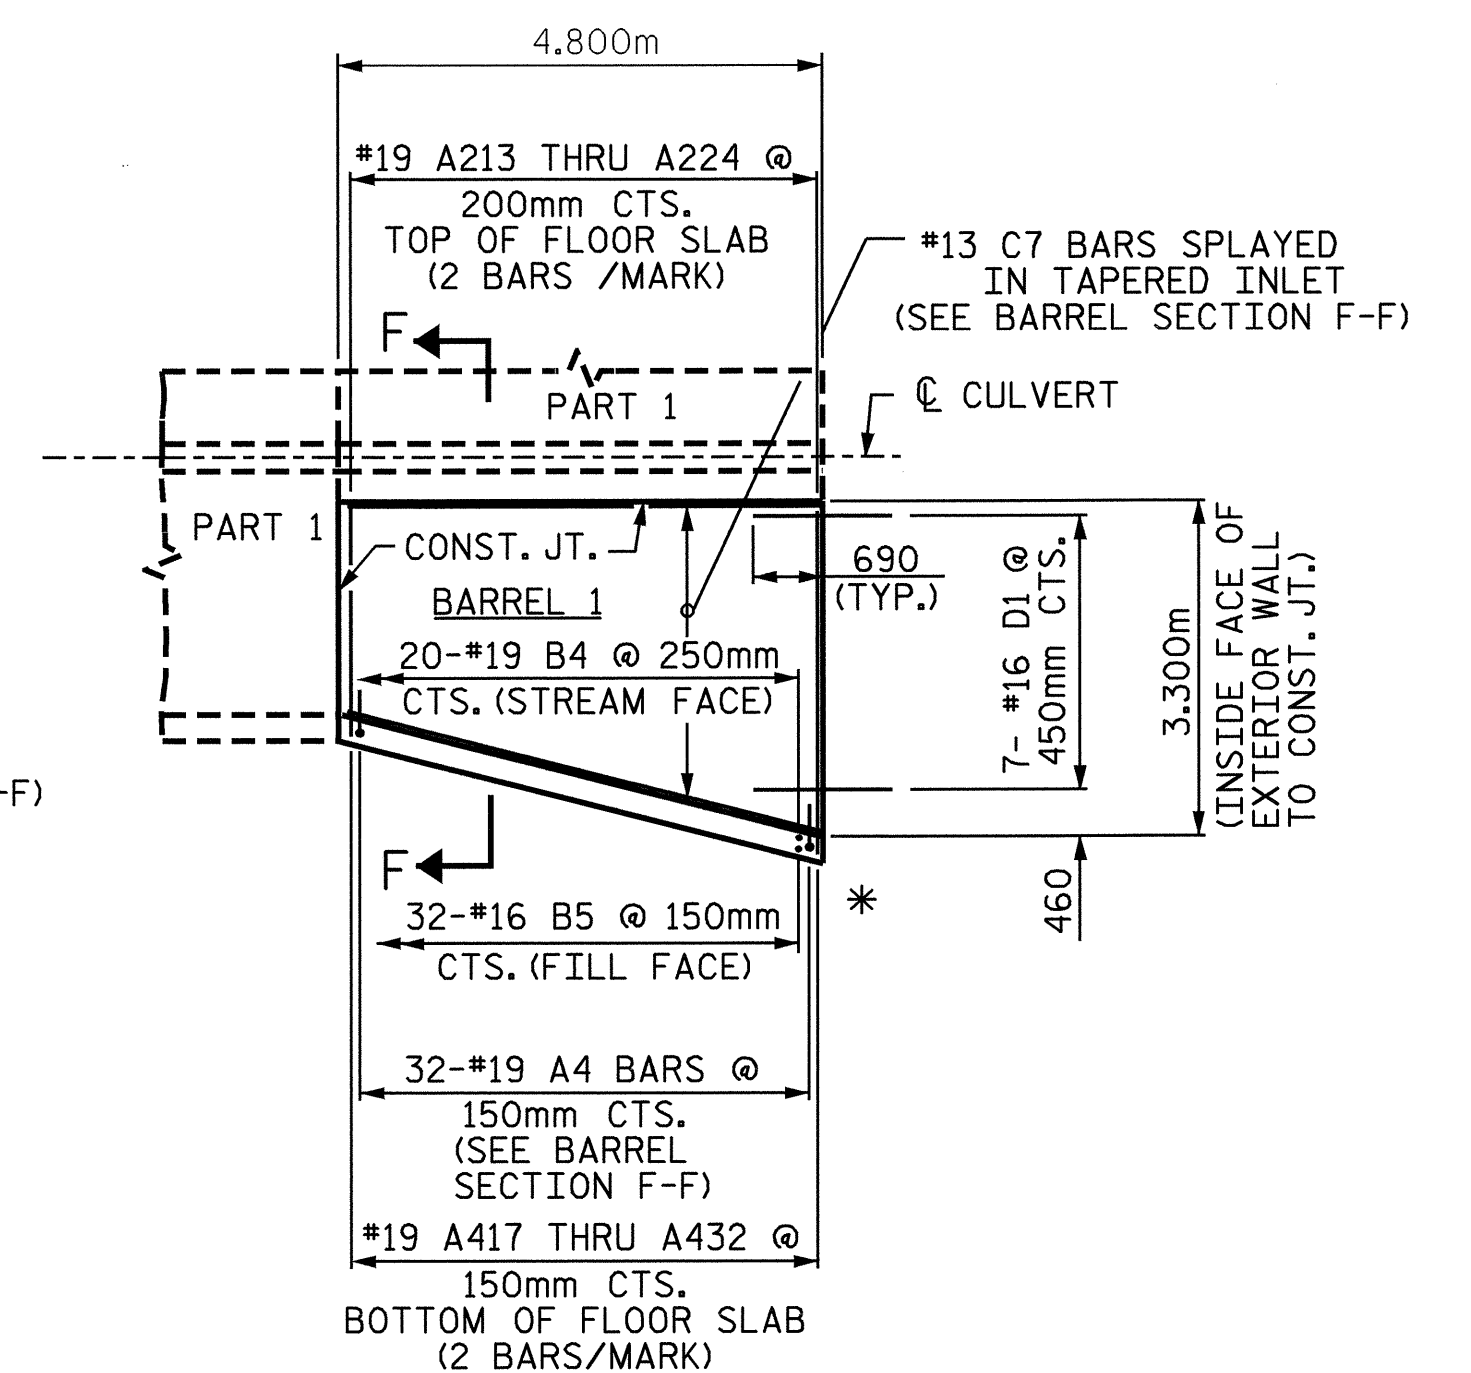 4.800m
#19 A213 THRU A224 @
200mm CTS.
TOP OF FLOOR SLAB
(2 BARS /MARK)
#13 C7 BARS SPLAYED
IN TAPERED INLET
(SEE BARREL SECTION F-F)
F
PART 1
℄ CULVERT
PART 1
CONST. JT.
690
(TYP.)
BARREL 1
20-#19 B4 @ 250mm
CTS. (STREAM FACE)
7- #16 D1 @
450mm CTS.
3.300m
(INSIDE FACE OF
EXTERIOR WALL
TO CONST. JT.)
-F)
F
460
*
32-#16 B5 @ 150mm
CTS. (FILL FACE)
32-#19 A4 BARS @
150mm CTS.
(SEE BARREL
SECTION F-F)
#19 A417 THRU A432 @
150mm CTS.
BOTTOM OF FLOOR SLAB
(2 BARS/MARK)